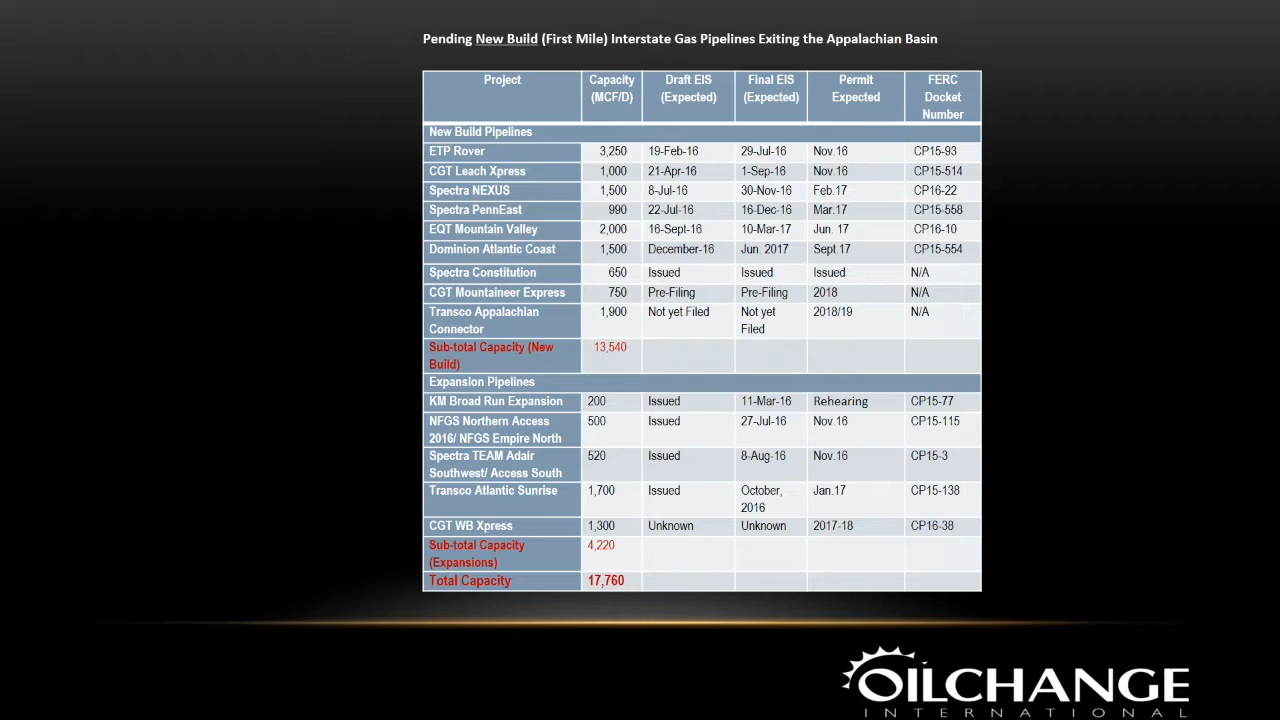 Pending New Build (First Mile) Interstate Gas Pipelines Exiting the Appalachian Basin
Project Capacity (MCF/D) Draft EIS (Expected) Final EIS (Expected) Permit Expected FERC Docket Number
New Build Pipelines
ETP Rover 3,250 19-Feb-16 29-Jul-16 Nov.16 CP15-93
CGT Leach Xpress 1,000 21-Apr-16 1-Sep-16 Nov.16 CP15-514
Spectra NEXUS 1,500 8-Jul-16 30-Nov-16 Feb.17 CP16-22
Spectra PennEast 990 22-Jul-16 16-Dec-16 Mar.17 CP15-558
EQT Mountain Valley 2,000 16-Sept-16 10-Mar-17 Jun. 17 CP16-10
Dominion Atlantic Coast 1,500 December-16 Jun. 2017 Sept.17 CP15-554
Spectra Constitution 650 Issued Issued Issued N/A
CGT Mountaineer Express 750 Pre-Filing Pre-Filing 2018 N/A
Transco Appalachian Connector 1,900 Not yet Filed Not yet Filed 2018/19 N/A
Sub-total Capacity (New Build) 13,540
Expansion Pipelines
KM Broad Run Expansion 200 Issued 11-Mar-16 Rehearing CP15-77
NFGS Northern Access 2016/ NFGS Empire North 500 Issued 27-Jul-16 Nov.16 CP15-115
Spectra TEAM Adair Southwest/ Access South 520 Issued 8-Aug-16 Nov.16 CP15-3
Transco Atlantic Sunrise 1,700 Issued October, 2016 Jan.17 CP15-138
CGT WB Xpress 1,300 Unknown Unknown 2017-18 CP16-38
Sub-total Capacity (Expansions) 4,220
Total Capacity 17,760
OILCHANGE
INTERNATIONAL